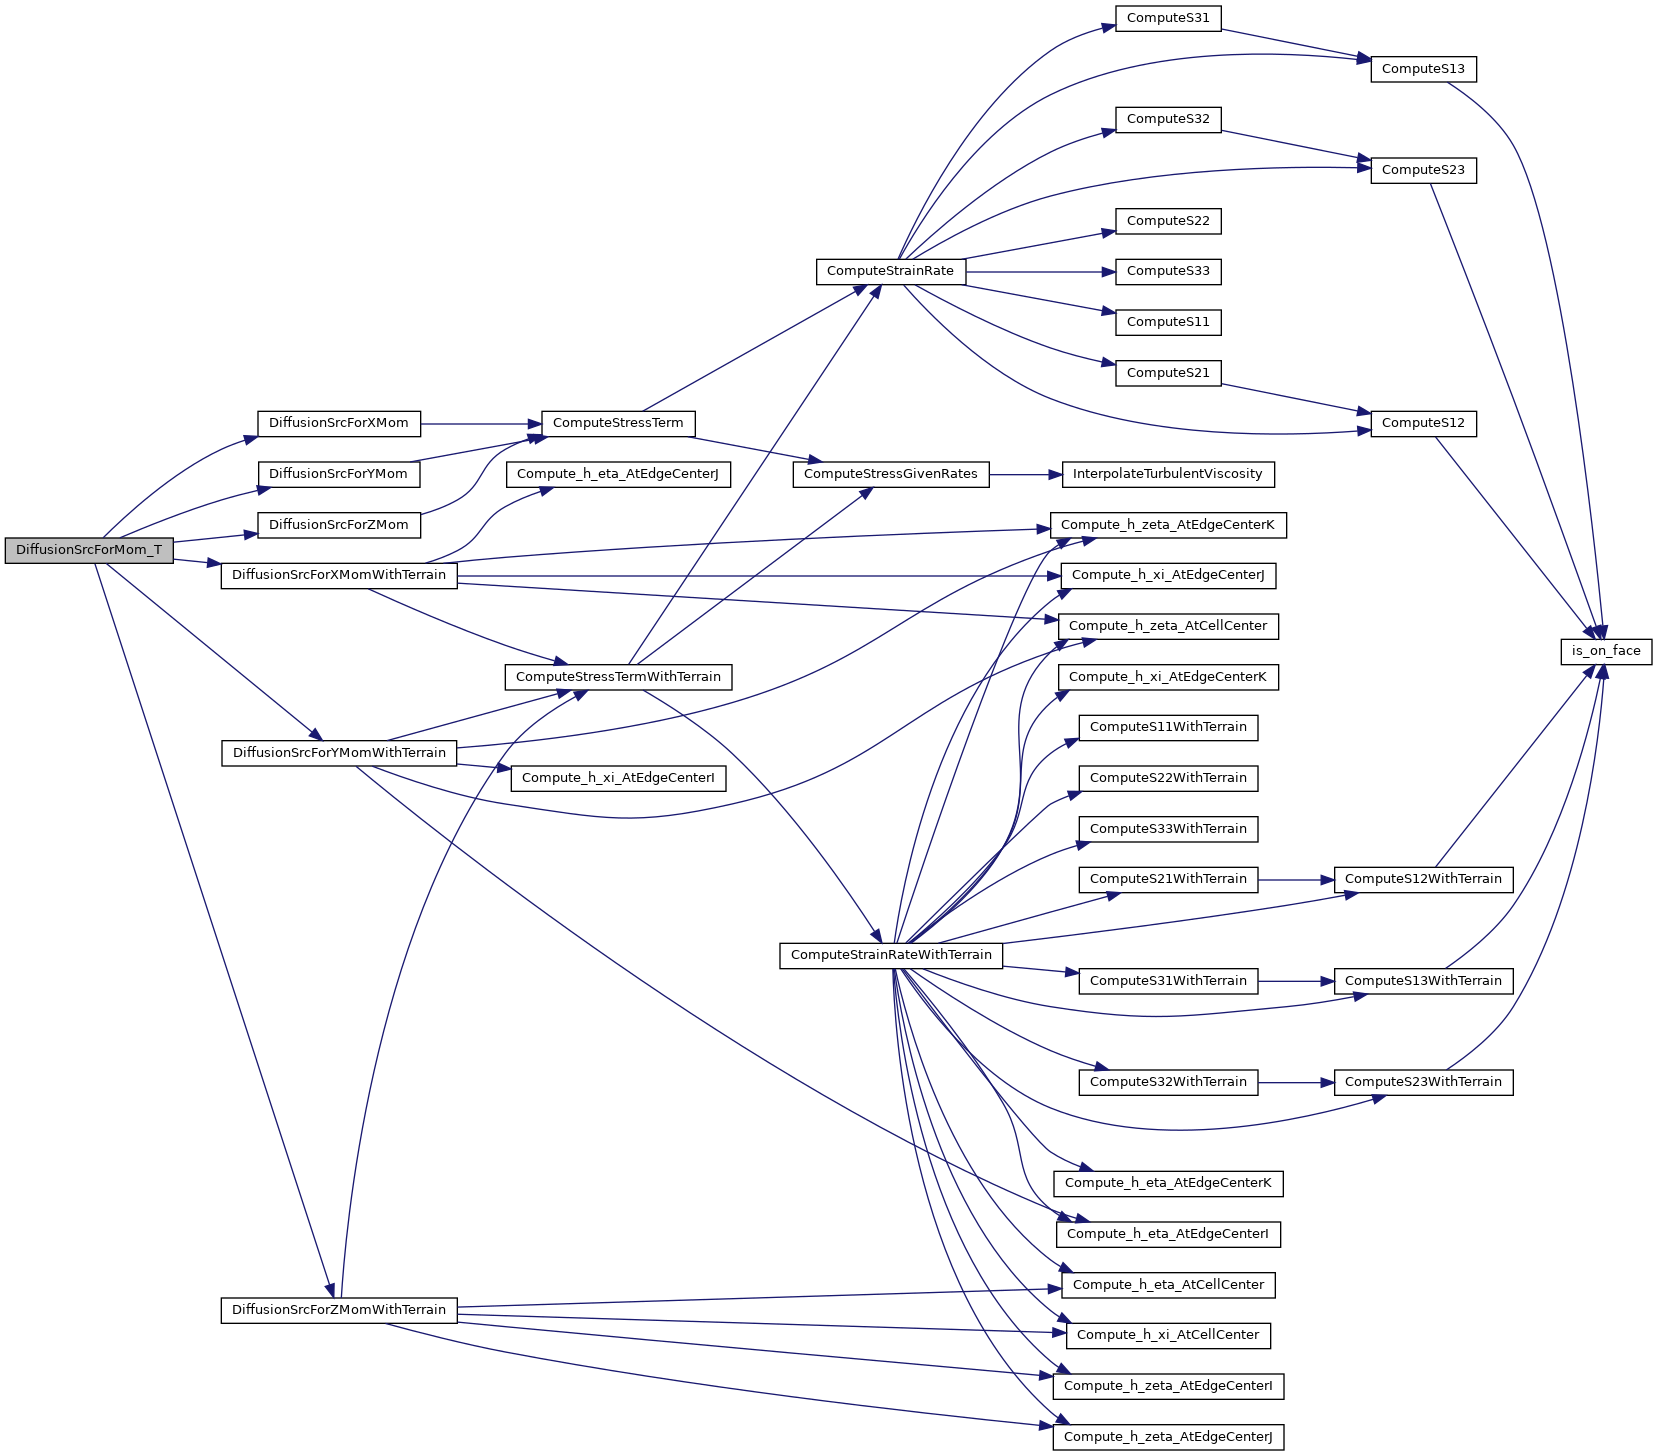 ComputeS31
ComputeS13
ComputeS32
ComputeS23
ComputeS22
ComputeStrainRate
ComputeS33
ComputeS11
ComputeS21
DiffusionSrcForXMom
ComputeStressTerm
ComputeS12
DiffusionSrcForYMom
Compute_h_eta_AtEdgeCenterJ
ComputeStressGivenRates
InterpolateTurbulentViscosity
DiffusionSrcForZMom
Compute_h_zeta_AtEdgeCenterK
DiffusionSrcForMom_T
DiffusionSrcForXMomWithTerrain
Compute_h_xi_AtEdgeCenterJ
Compute_h_zeta_AtCellCenter
is_on_face
ComputeStressTermWithTerrain
Compute_h_xi_AtEdgeCenterK
ComputeS11WithTerrain
DiffusionSrcForYMomWithTerrain
Compute_h_xi_AtEdgeCenterI
ComputeS22WithTerrain
ComputeS33WithTerrain
ComputeS21WithTerrain
ComputeS12WithTerrain
ComputeStrainRateWithTerrain
ComputeS31WithTerrain
ComputeS13WithTerrain
ComputeS32WithTerrain
ComputeS23WithTerrain
Compute_h_eta_AtEdgeCenterK
Compute_h_eta_AtEdgeCenterI
Compute_h_eta_AtCellCenter
DiffusionSrcForZMomWithTerrain
Compute_h_xi_AtCellCenter
Compute_h_zeta_AtEdgeCenterI
Compute_h_zeta_AtEdgeCenterJ